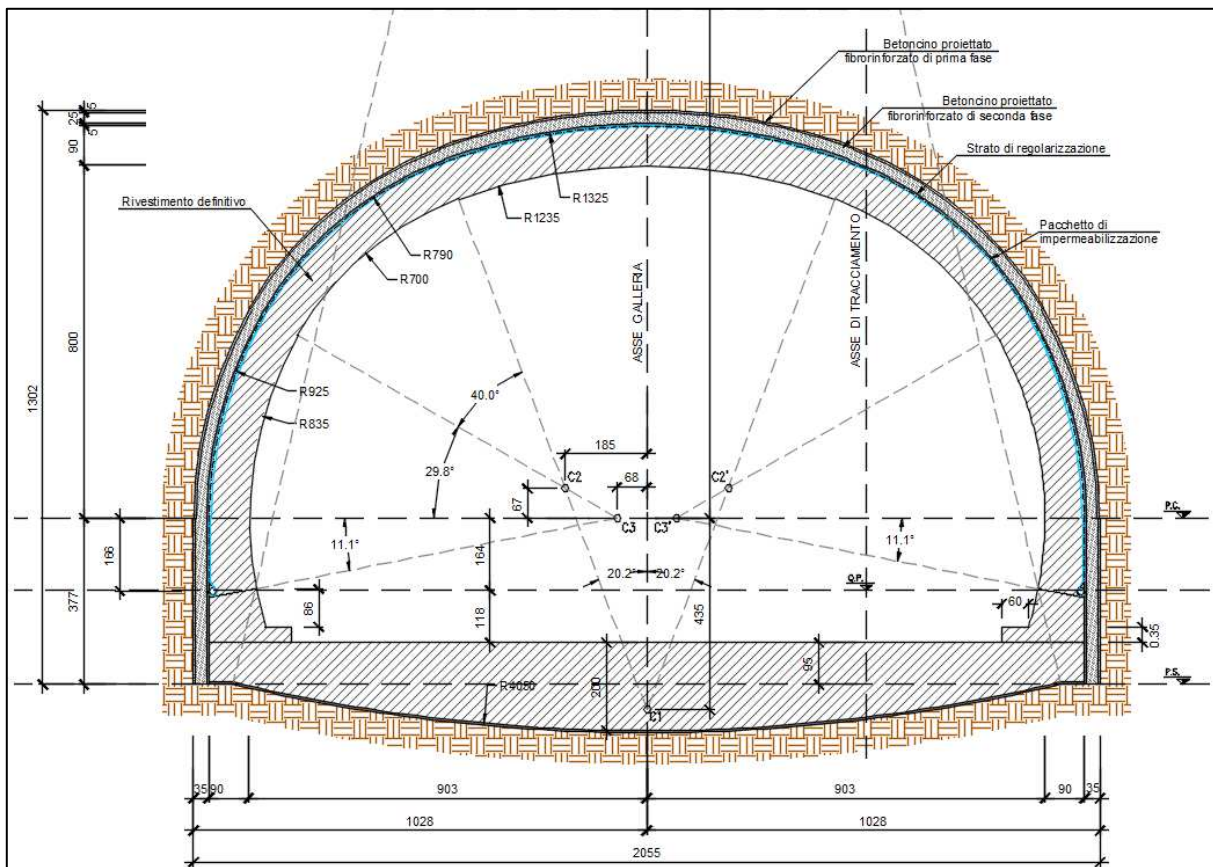 Betoncino proiettato
fibrorinforzato di prima fase
Betoncino proiettato
fibrorinforzato di seconda fase
Strato di regolarizzazione
Pacchetto di
impermeabilizzazione
Rivestimento definitivo
ASSE GALLERIA
ASSE DI TRACCIAMENTO
5
25
5
90
800
1302
377
166
R1325
R1235
R790
R700
R925
R835
40.0°
29.8°
185
68
67
C2
C2'
C3
C3'
P.C.
11.1°
11.1°
164
20.2°
20.2°
Q.P.
86
118
435
60
0.35
95
200
R4050
C1
P.S.
35
90
903
903
90
35
1028
1028
2055